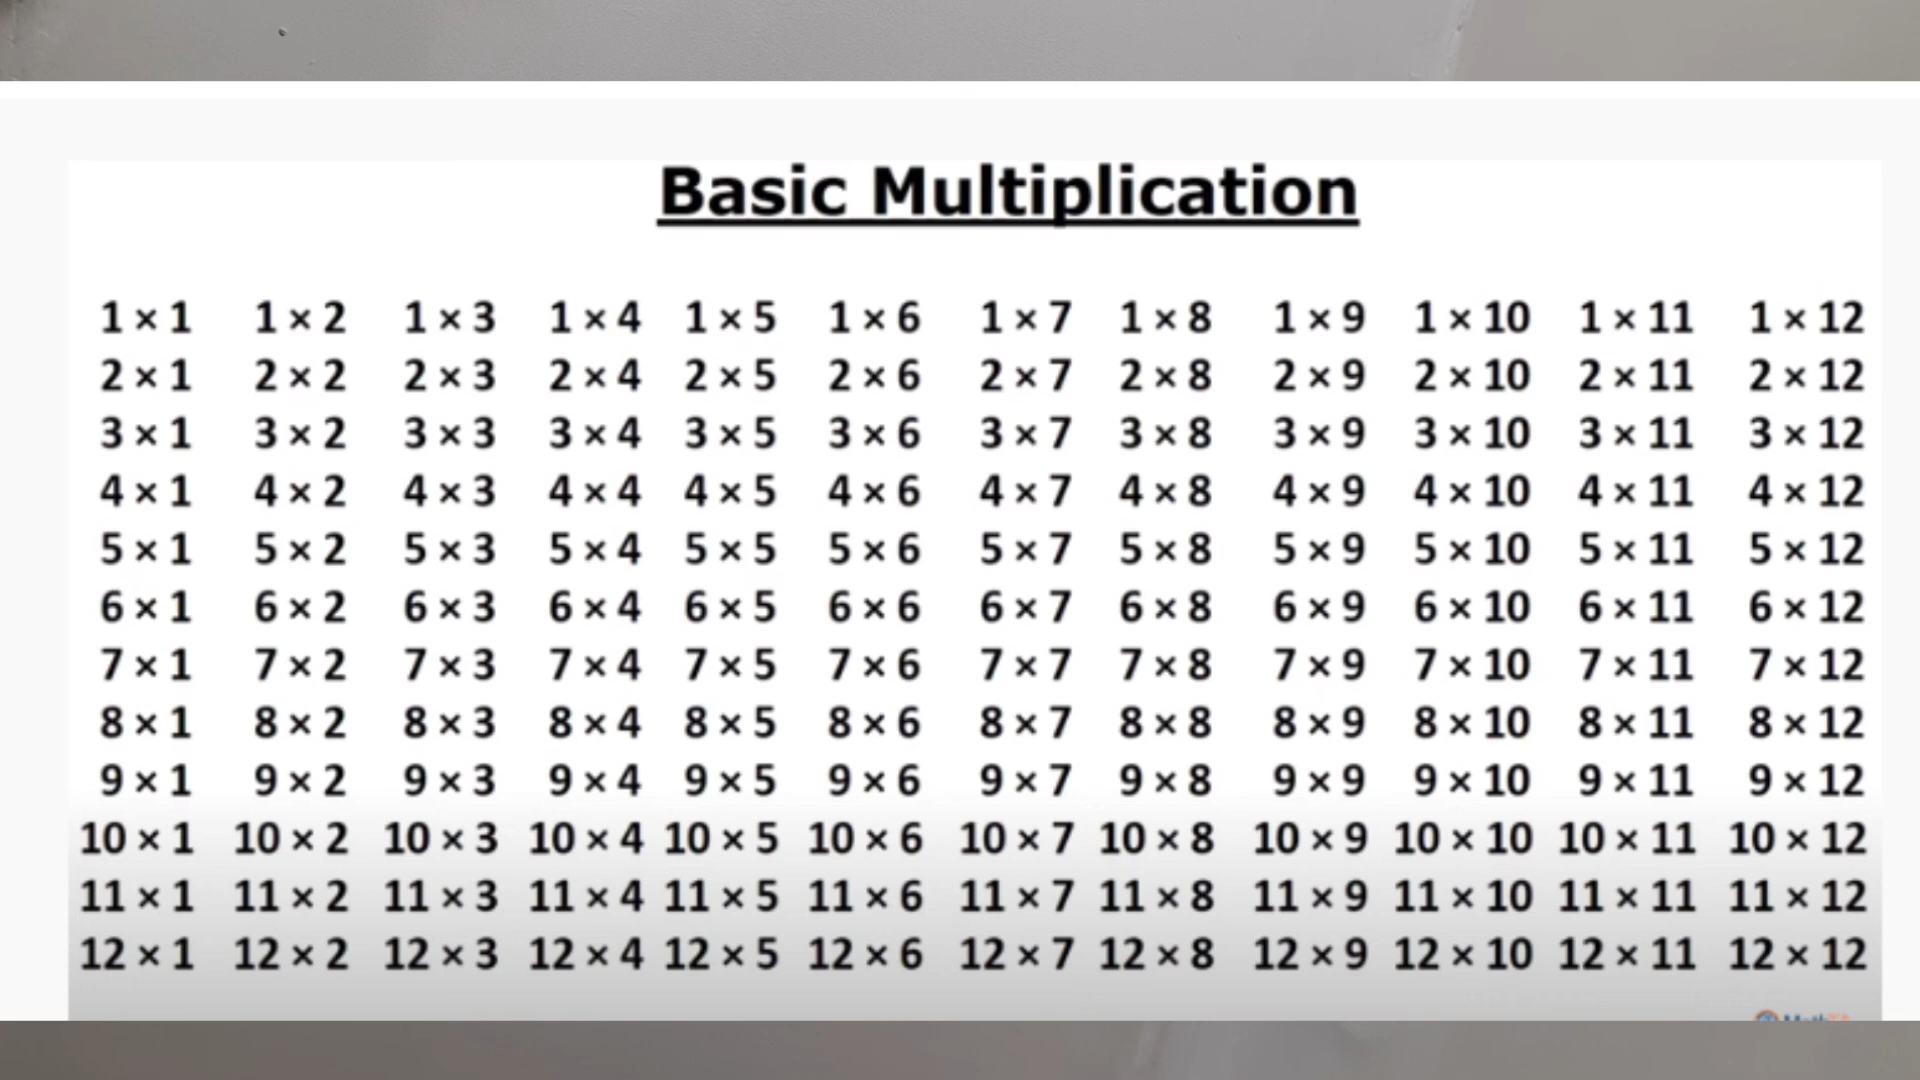 Basic Multiplication
1 × 1 1 × 2 1 × 3 1 × 4 1 × 5 1 × 6 1 × 7 1 × 8 1 × 9 1 × 10 1 × 11 1 × 12
2 × 1 2 × 2 2 × 3 2 × 4 2 × 5 2 × 6 2 × 7 2 × 8 2 × 9 2 × 10 2 × 11 2 × 12
3 × 1 3 × 2 3 × 3 3 × 4 3 × 5 3 × 6 3 × 7 3 × 8 3 × 9 3 × 10 3 × 11 3 × 12
4 × 1 4 × 2 4 × 3 4 × 4 4 × 5 4 × 6 4 × 7 4 × 8 4 × 9 4 × 10 4 × 11 4 × 12
5 × 1 5 × 2 5 × 3 5 × 4 5 × 5 5 × 6 5 × 7 5 × 8 5 × 9 5 × 10 5 × 11 5 × 12
6 × 1 6 × 2 6 × 3 6 × 4 6 × 5 6 × 6 6 × 7 6 × 8 6 × 9 6 × 10 6 × 11 6 × 12
7 × 1 7 × 2 7 × 3 7 × 4 7 × 5 7 × 6 7 × 7 7 × 8 7 × 9 7 × 10 7 × 11 7 × 12
8 × 1 8 × 2 8 × 3 8 × 4 8 × 5 8 × 6 8 × 7 8 × 8 8 × 9 8 × 10 8 × 11 8 × 12
9 × 1 9 × 2 9 × 3 9 × 4 9 × 5 9 × 6 9 × 7 9 × 8 9 × 9 9 × 10 9 × 11 9 × 12
10 × 1 10 × 2 10 × 3 10 × 4 10 × 5 10 × 6 10 × 7 10 × 8 10 × 9 10 × 10 10 × 11 10 × 12
11 × 1 11 × 2 11 × 3 11 × 4 11 × 5 11 × 6 11 × 7 11 × 8 11 × 9 11 × 10 11 × 11 11 × 12
12 × 1 12 × 2 12 × 3 12 × 4 12 × 5 12 × 6 12 × 7 12 × 8 12 × 9 12 × 10 12 × 11 12 × 12